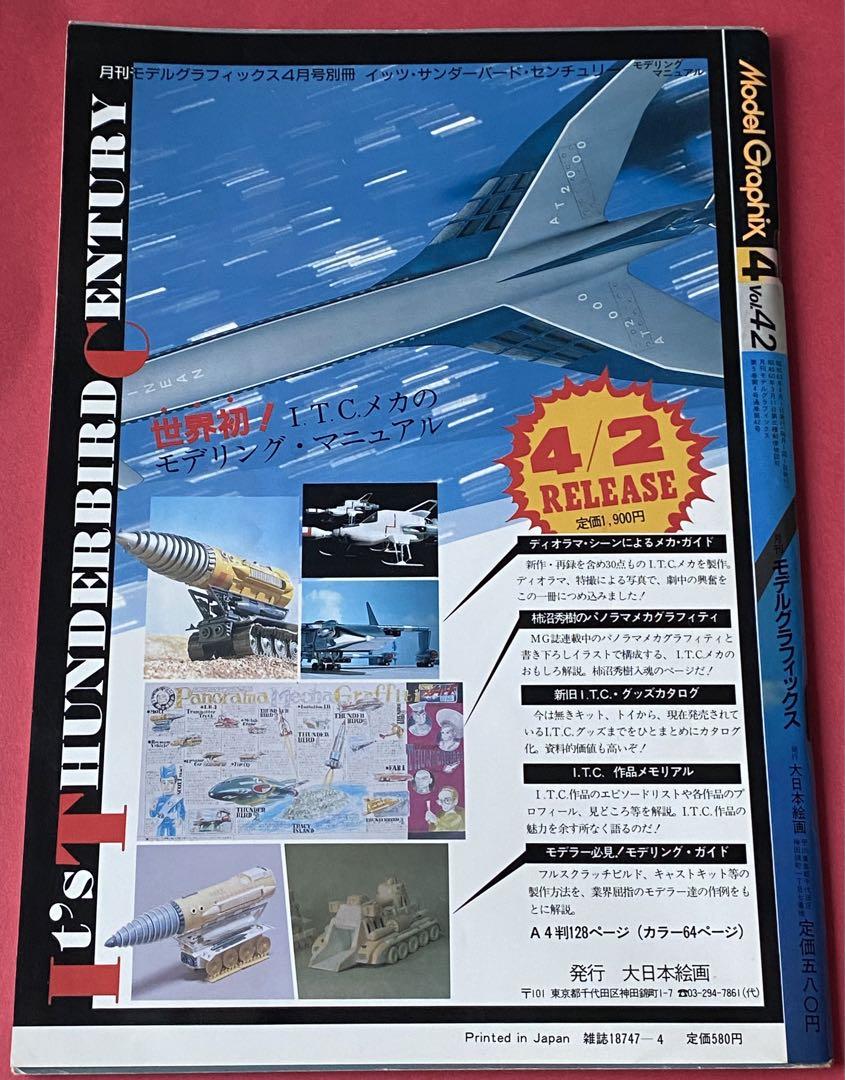 月刊モデルグラフィックス4月号別冊 イッツ・サンダーバード・センチュリー モデリングマニュアル
It's THUNDERBIRD CENTURY
AT2000
AT2000
INEAN
世界初! I.T.C.メカの
モデリング・マニュアル
4/2
RELEASE
定価1,900円
ディオラマ・シーンによるメカ・ガイド
新作・再録を含め30点ものI.T.C.メカを製作。
ディオラマ、特撮による写真で、劇中の興奮を
この一冊につめ込みました!
柿沼秀樹のパノラマメカグラフィティ
MG誌連載中のパノラマメカグラフィティと
書き下ろしイラストで構成する、I.T.C.メカの
おもしろ解説。柿沼秀樹入魂のページだ!
新旧I.T.C.・グッズカタログ
今は無きキット、トイから、現在発売されて
いるI.T.C.グッズまでをひとまとめにカタログ
化。資料的価値も高いぞ!
I.T.C. 作品メモリアル
I.T.C.作品のエピソードリストや各作品のプ
ロフィール、見どころ等を解説。I.T.C.作品の
魅力を余す所なく語るのだ!
モデラー必見!モデリング・ガイド
フルスクラッチビルド、キャストキット等の
製作方法を、業界屈指のモデラー達の作例をも
とに解説。
A4判128ページ(カラー64ページ)
発行 大日本絵画
〒101 東京都千代田区神田錦町1-7 ☎03-294-7861(代)
Panorama Mecha Graffiti
THUNDER BIRD
TRACY ISLAND
FAB1
Printed in Japan 雑誌18747—4 定価580円
Model Graphix 4 Vol.42
月刊 モデルグラフィックス
発行 大日本絵画
定価五八〇円